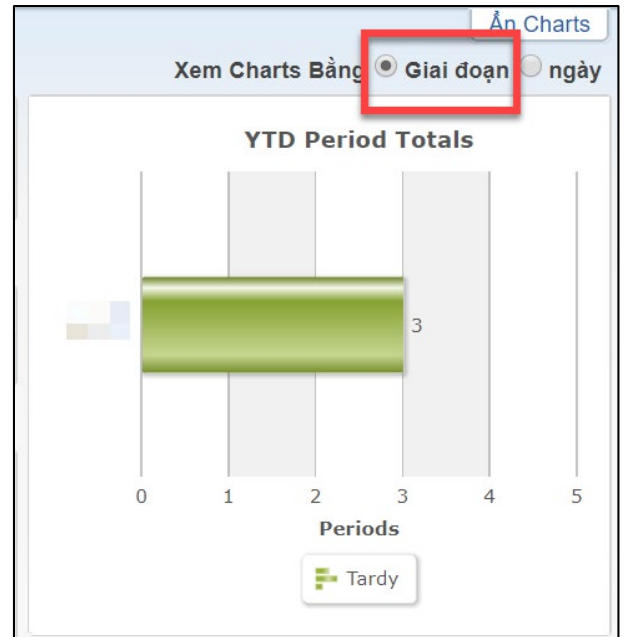 Ẩn Charts
Xem Charts Bằng Giai đoạn ngày
YTD Period Totals
3
0 1 2 3 4 5
Periods
Tardy